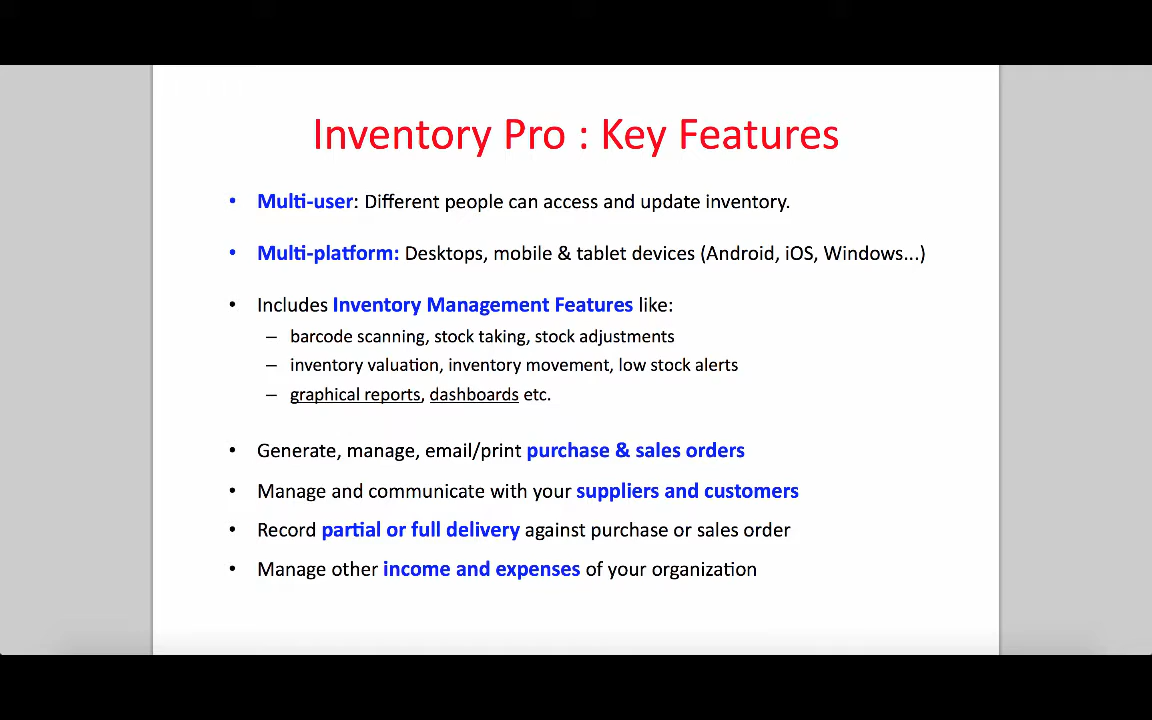 Inventory Pro : Key Features
• Multi-user: Different people can access and update inventory.
• Multi-platform: Desktops, mobile & tablet devices (Android, iOS, Windows...)
• Includes Inventory Management Features like:
– barcode scanning, stock taking, stock adjustments
– inventory valuation, inventory movement, low stock alerts
– graphical reports, dashboards etc.
• Generate, manage, email/print purchase & sales orders
• Manage and communicate with your suppliers and customers
• Record partial or full delivery against purchase or sales order
• Manage other income and expenses of your organization